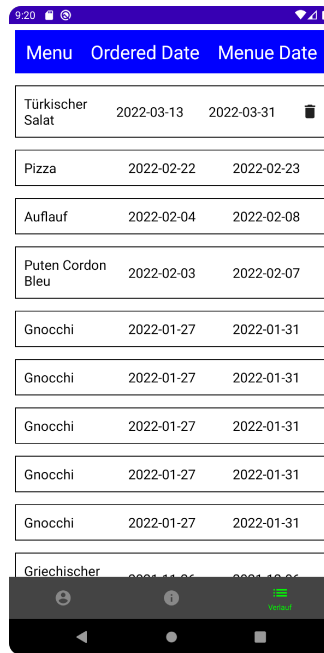 9:20
Menu Ordered Date Menue Date
Türkischer
Salat
2022-03-13 2022-03-31
Pizza 2022-02-22 2022-02-23
Auflauf 2022-02-04 2022-02-08
Puten Cordon
Bleu
2022-02-03 2022-02-07
Gnocchi 2022-01-27 2022-01-31
Gnocchi 2022-01-27 2022-01-31
Gnocchi 2022-01-27 2022-01-31
Gnocchi 2022-01-27 2022-01-31
Gnocchi 2022-01-27 2022-01-31
Griechischer
Verlauf